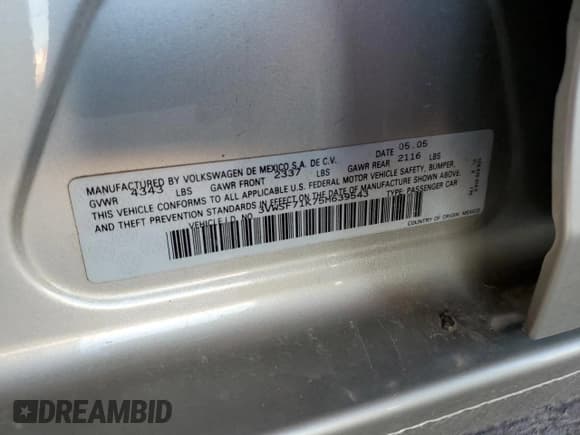 MANUFACTURED BY VOLKSWAGEN DE MEXICO S.A. DE C.V. DATE 05.05
GVWR 4343 LBS GAWR FRONT 2337 LBS GAWR REAR 2116 LBS
THIS VEHICLE CONFORMS TO ALL APPLICABLE U.S. FEDERAL MOTOR VEHICLE SAFETY, BUMPER,
AND THEFT PREVENTION STANDARDS IN EFFECT ON THE DATE OF MANUFACTURE SHOWN ABOVE.
VEHICLE I.D. NO. TYPE: PASSENGER CAR
COUNTRY OF ORIGIN: MEXICO
DREAMBID